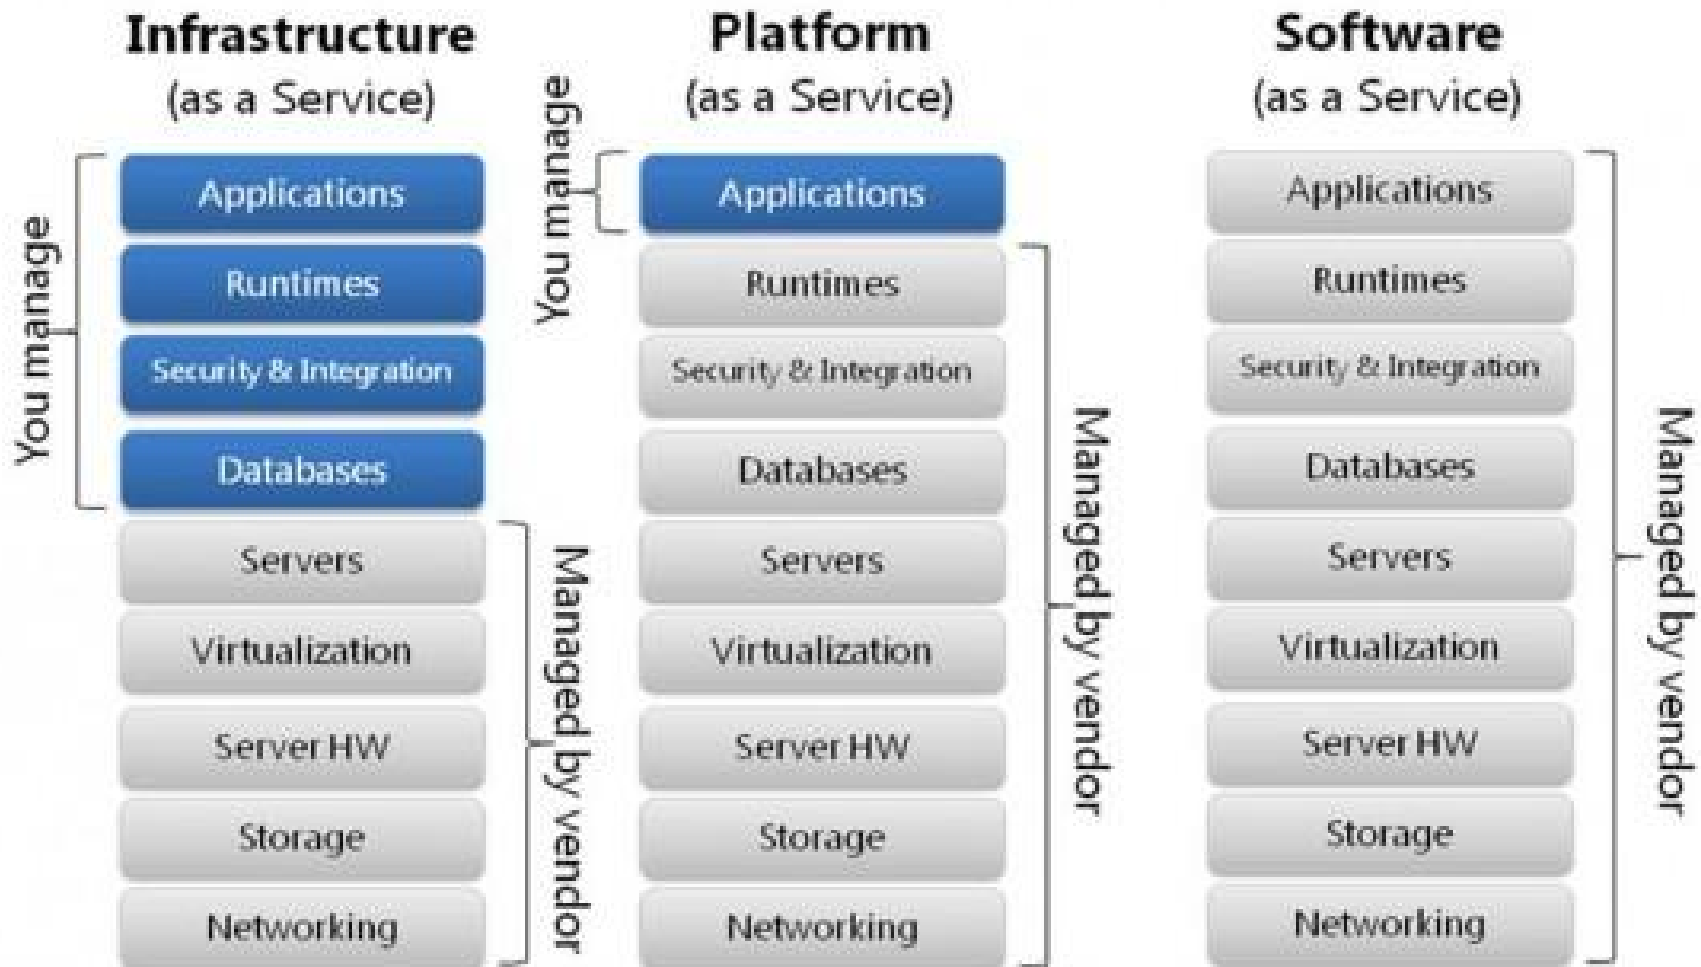 Infrastructure
(as a Service)
You manage
Applications
Runtimes
Security & Integration
Databases
Servers
Virtualization
Server HW
Storage
Networking
Managed by vendor
Platform
(as a Service)
You manage
Applications
Runtimes
Security & Integration
Databases
Servers
Virtualization
Server HW
Storage
Networking
Managed by vendor
Software
(as a Service)
Applications
Runtimes
Security & Integration
Databases
Servers
Virtualization
Server HW
Storage
Networking
Managed by vendor